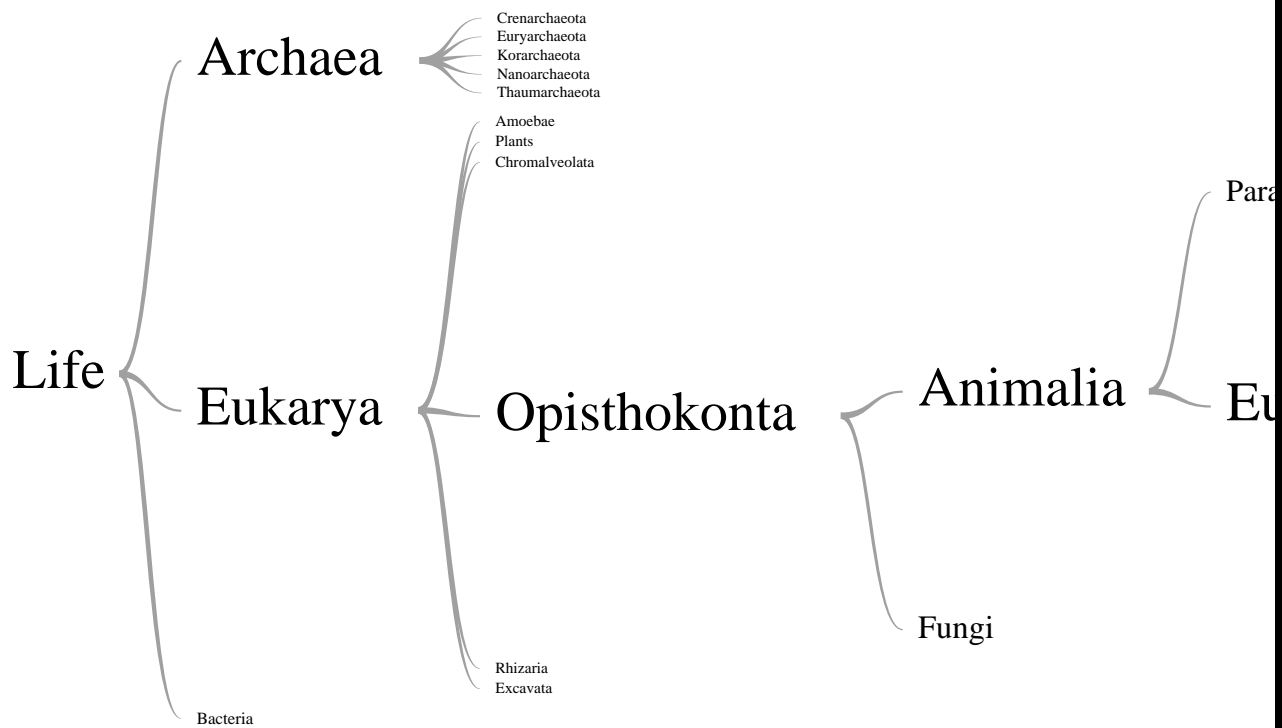 Crenarchaeota
Euryarchaeota
Archaea
Korarchaeota
Nanoarchaeota
Thaumarchaeota
Amoebae
Plants
Chromalveolata
Life
Eukarya
Opisthokonta
Animalia
Fungi
Rhizaria
Excavata
Bacteria